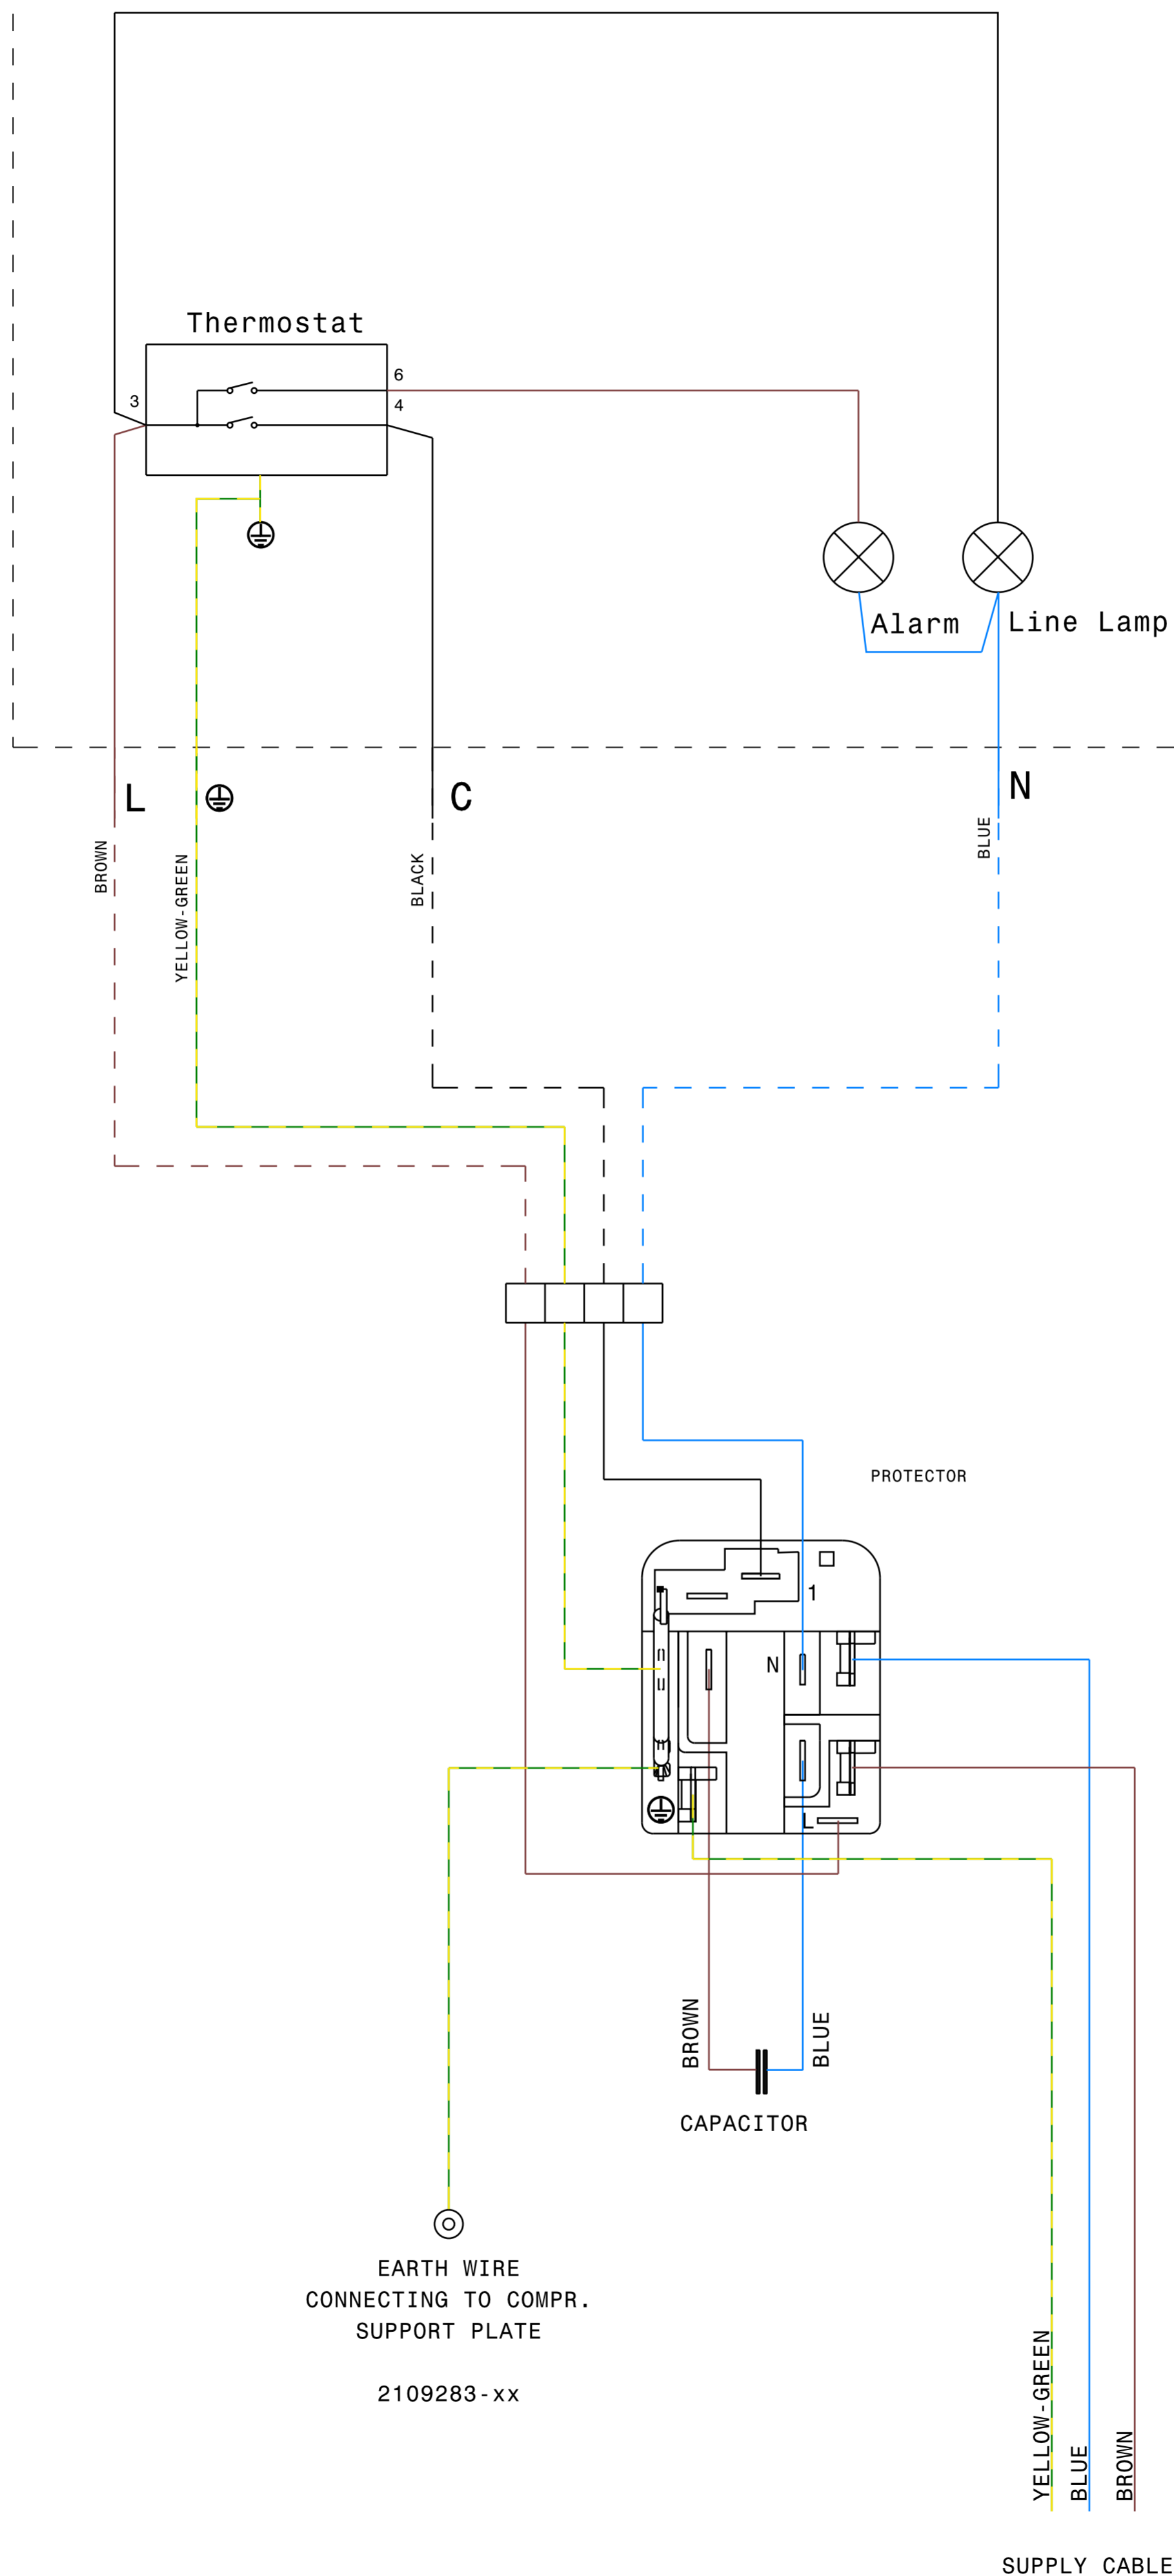 Thermostat
6
3
4
Alarm
Line Lamp
L
C
N
BROWN
YELLOW-GREEN
BLACK
BLUE
PROTECTOR
1
N
L
BROWN
BLUE
CAPACITOR
EARTH WIRE
CONNECTING TO COMPR.
SUPPORT PLATE
2109283-xx
YELLOW-GREEN
BLUE
BROWN
SUPPLY CABLE